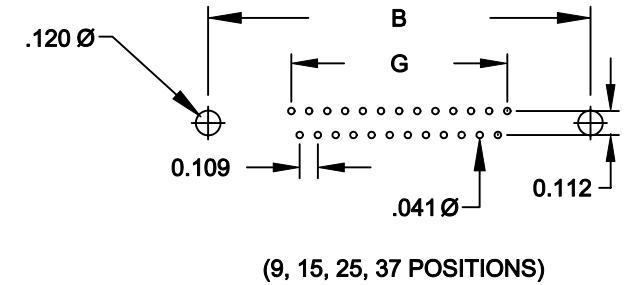 B
.120 Ø
G
0.109
.041 Ø
0.112
(9, 15, 25, 37 POSITIONS)